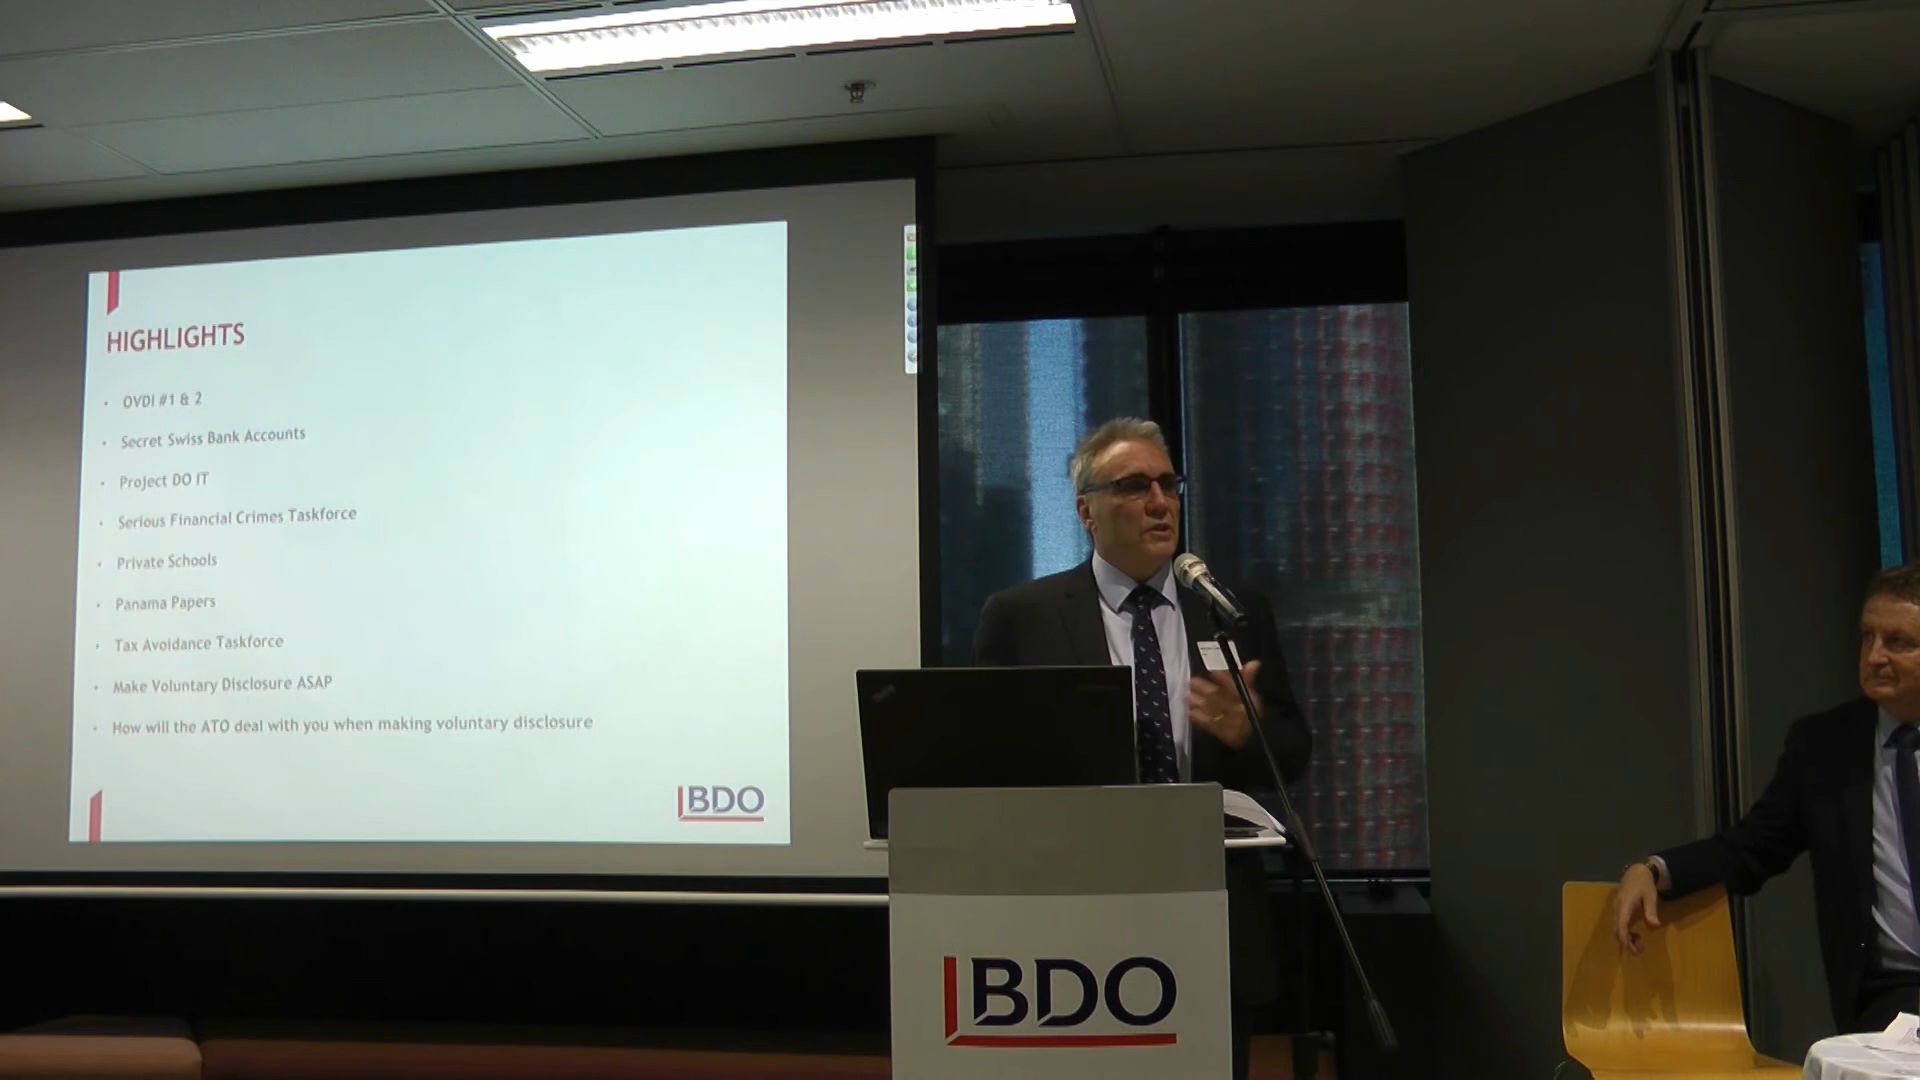 HIGHLIGHTS
• OVDI #1 & 2
• Secret Swiss Bank Accounts
• Project DO IT
• Serious Financial Crimes Taskforce
• Private Schools
• Panama Papers
• Tax Avoidance Taskforce
• Make Voluntary Disclosure ASAP
• How will the ATO deal with you when making voluntary disclosure
BDO
BDO